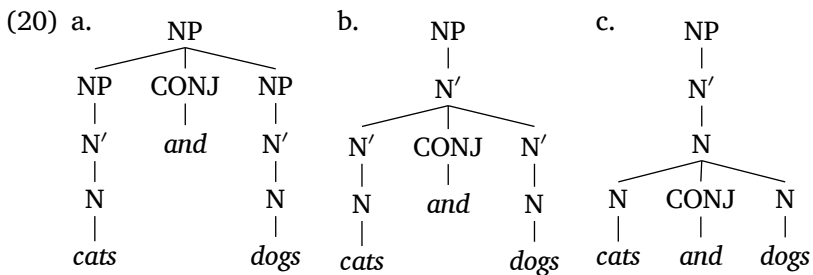 (20) a. NP b. NP c. NP
NP CONJ NP N′ N′
N′ and N′ N′ CONJ N′ N
N N N and N N CONJ N
cats dogs cats dogs cats and dogs